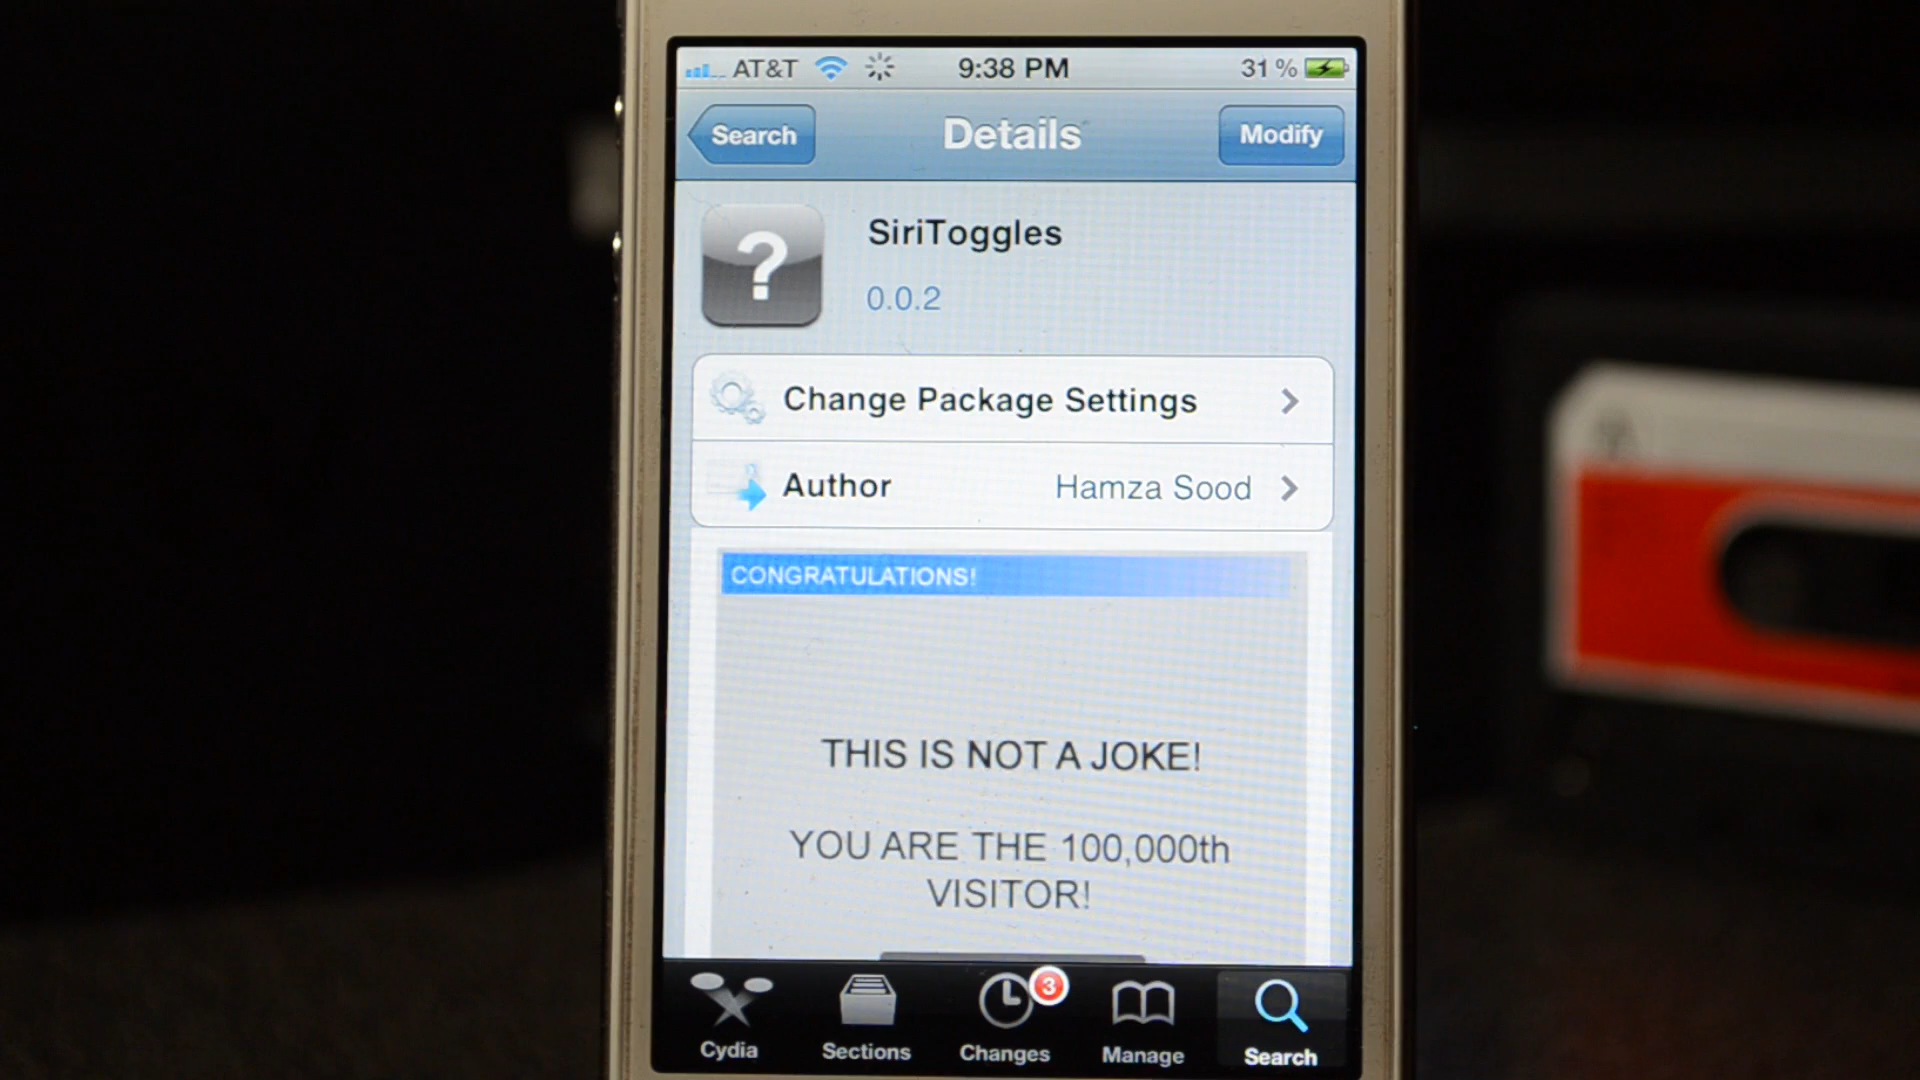 AT&T 9:38 PM 31%
Search Details Modify
?
SiriToggles
0.0.2
Change Package Settings
Author Hamza Sood
CONGRATULATIONS!
THIS IS NOT A JOKE!
YOU ARE THE 100,000th
VISITOR!
3
Cydia Sections Changes Manage Search